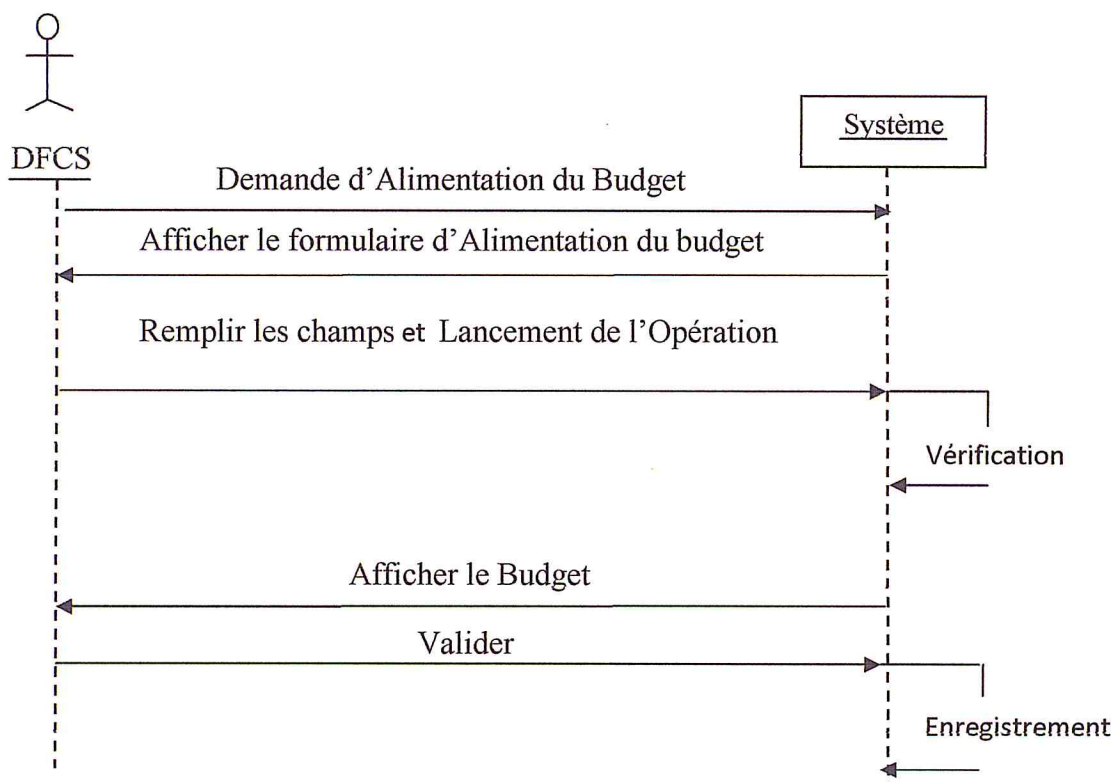 Système
DFCS
Demande d'Alimentation du Budget
Afficher le formulaire d'Alimentation du budget
Remplir les champs et Lancement de l'Opération
Vérification
Afficher le Budget
Valider
Enregistrement